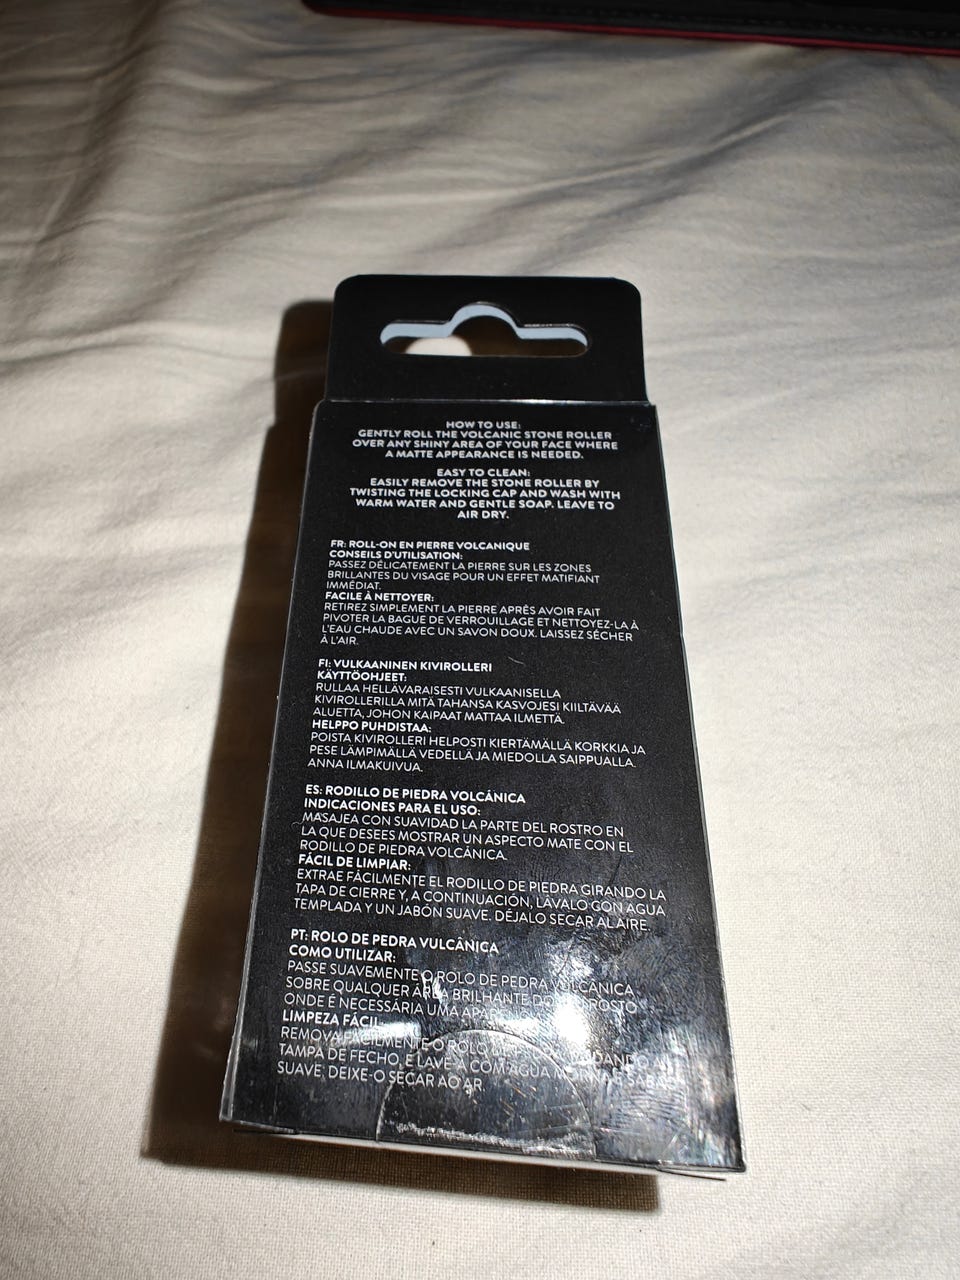 HOW TO USE:
GENTLY ROLL THE VOLCANIC STONE ROLLER
OVER ANY SHINY AREA OF YOUR FACE WHERE
A MATTE APPEARANCE IS NEEDED.
EASY TO CLEAN:
EASILY REMOVE THE STONE ROLLER BY
TWISTING THE LOCKING CAP AND WASH WITH
WARM WATER AND GENTLE SOAP. LEAVE TO
AIR DRY.
FR: ROLL-ON EN PIERRE VOLCANIQUE
CONSEILS D'UTILISATION:
PASSEZ DÉLICATEMENT LA PIERRE SUR LES ZONES
BRILLANTES DU VISAGE POUR UN EFFET MATIFIANT
IMMÉDIAT.
FACILE À NETTOYER:
RETIREZ SIMPLEMENT LA PIERRE APRÈS AVOIR FAIT
PIVOTER LA BAGUE DE VERROUILLAGE ET NETTOYEZ-LA À
L'EAU CHAUDE AVEC UN SAVON DOUX. LAISSEZ SÉCHER
À L'AIR.
FI: VULKAANINEN KIVIROLLERI
KÄYTTÖOHJEET:
RULLAA HELLÄVARAISESTI VULKAANISELLA
KIVIROLLERILLA MITÄ TAHANSA KASVOJESI KIILTÄVÄÄ
ALUETTA, JOHON KAIPAAT MATTAA ILMETTÄ.
HELPPO PUHDISTAA:
POISTA KIVIROLLERI HELPOSTI KIERTÄMÄLLÄ KORKKIA JA
PESE LÄMPIMÄLLÄ VEDELLÄ JA MIEDOLLA SAIPPUALLA.
ANNA ILMAKUIVUA.
ES: RODILLO DE PIEDRA VOLCÁNICA
INDICACIONES PARA EL USO:
MASAJEA CON SUAVIDAD LA PARTE DEL ROSTRO EN
LA QUE DESEES MOSTRAR UN ASPECTO MATE CON EL
RODILLO DE PIEDRA VOLCÁNICA.
FÁCIL DE LIMPIAR:
EXTRAE FÁCILMENTE EL RODILLO DE PIEDRA GIRANDO LA
TAPA DE CIERRE Y, A CONTINUACIÓN, LÁVALO CON AGUA
TEMPLADA Y UN JABÓN SUAVE. DÉJALO SECAR AL AIRE.
PT: ROLO DE PEDRA VULCÂNICA
COMO UTILIZAR:
PASSE SUAVEMENTE O ROLO DE PEDRA VULCÂNICA
SOBRE QUALQUER ÁREA BRILHANTE DO ROSTO
ONDE É NECESSÁRIA UMA
LIMPEZA FÁCIL:
REMOVA FACILMENTE O ROLO
TAMPA DE FECHO, E LAVE-A COM ÁGUA MORNA E
SUAVE. DEIXE-O SECAR AO AR